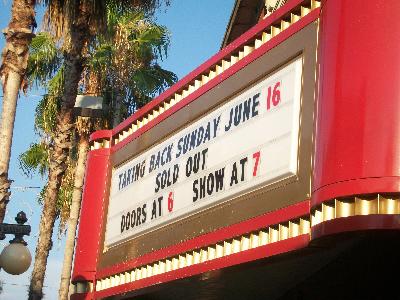 TAKING BACK SUNDAY JUNE 16
SOLD OUT
DOORS AT 6 SHOW AT 7